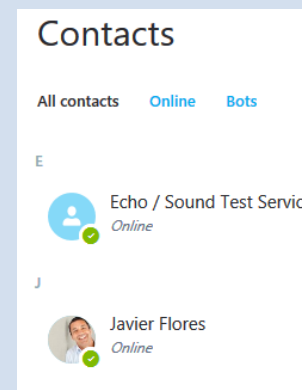 Contacts
All contacts Online Bots
E
Echo / Sound Test Servic
Online
J
Javier Flores
Online